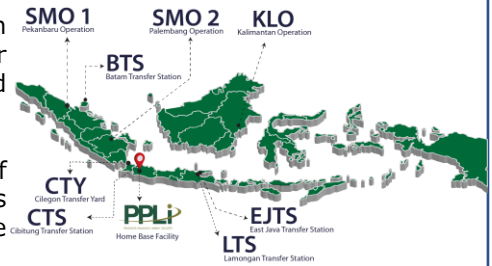 SMO 1
Pekanbaru Operation
SMO 2
Palembang Operation
KLO
Kalimantan Operation
BTS
Batam Transfer Station
CTY
Cilegon Transfer Yard
CTS
Cibitung Transfer Station
PPLi
Home Base Facility
EJTS
East Java Transfer Station
LTS
Lamongan Transfer Station